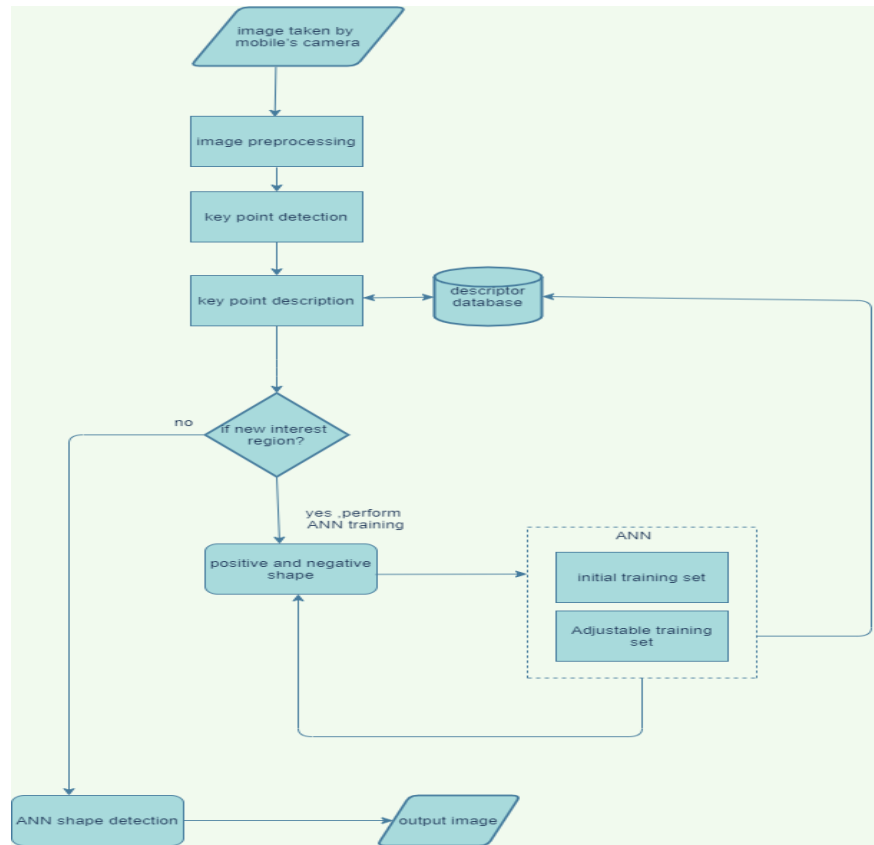 image taken by
mobile's camera
image preprocessing
key point detection
key point description
descriptor
database
no
if new interest
region?
yes ,perform
ANN training
positive and negative
shape
ANN
initial training set
Adjustable training
set
ANN shape detection
output image